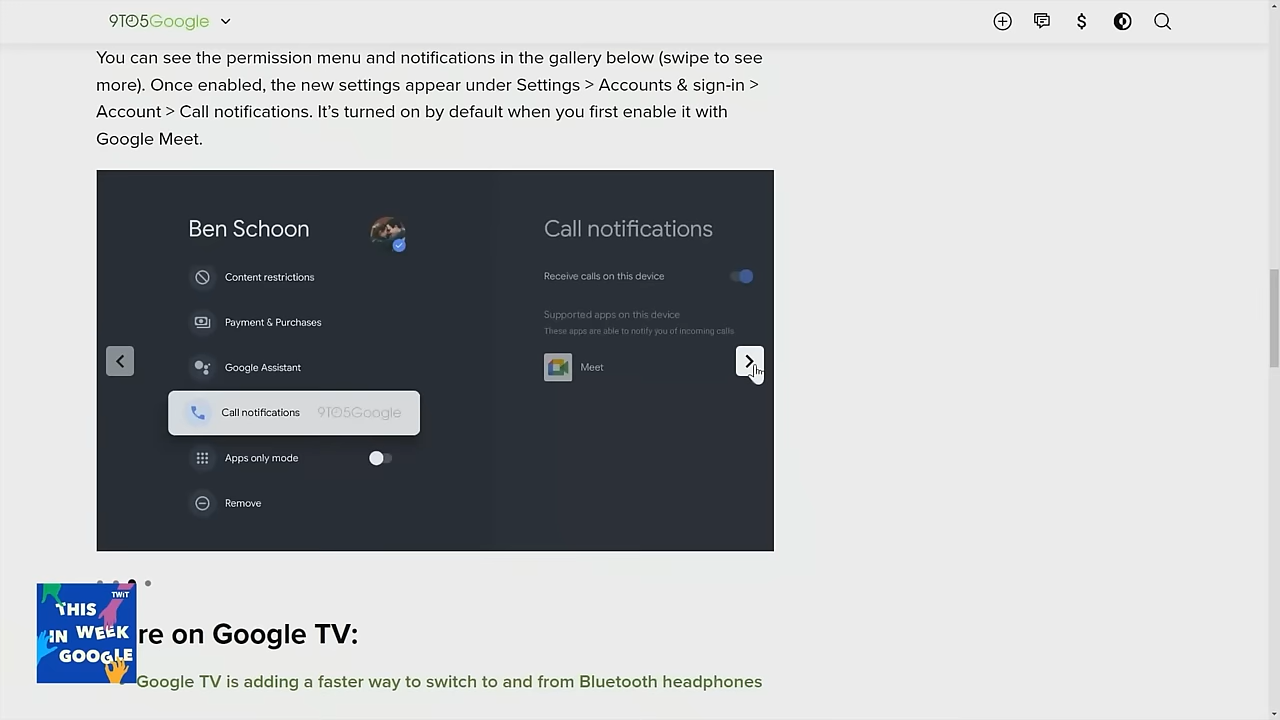 9TO5Google
You can see the permission menu and notifications in the gallery below (swipe to see
more). Once enabled, the new settings appear under Settings > Accounts & sign-in >
Account > Call notifications. It’s turned on by default when you first enable it with
Google Meet.
Ben Schoon
Content restrictions
Payment & Purchases
Google Assistant
Call notifications 9TO5Google
Apps only mode
Remove
Call notifications
Receive calls on this device
Supported apps on this device
These apps are able to notify you of incoming calls
Meet
TWiT
THIS
IN WEEK
GOOGLE
re on Google TV:
Google TV is adding a faster way to switch to and from Bluetooth headphones